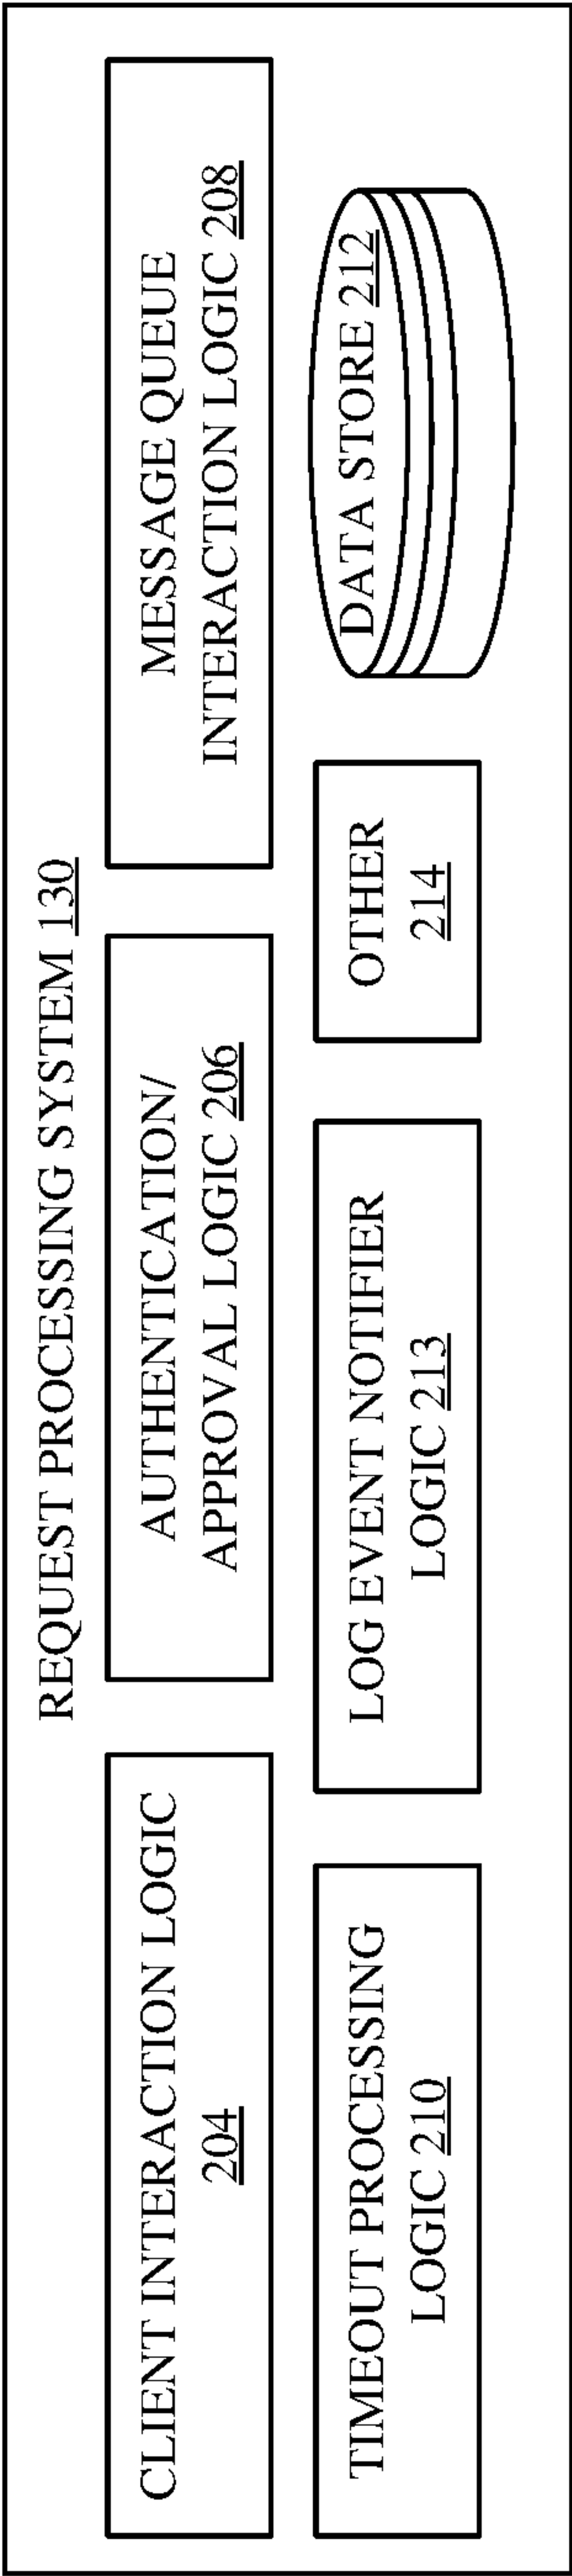 REQUEST PROCESSING SYSTEM 130
CLIENT INTERACTION LOGIC
204
AUTHENTICATION/
APPROVAL LOGIC 206
MESSAGE QUEUE
INTERACTION LOGIC 208
TIMEOUT PROCESSING
LOGIC 210
LOG EVENT NOTIFIER
LOGIC 213
OTHER
214
DATA STORE 212